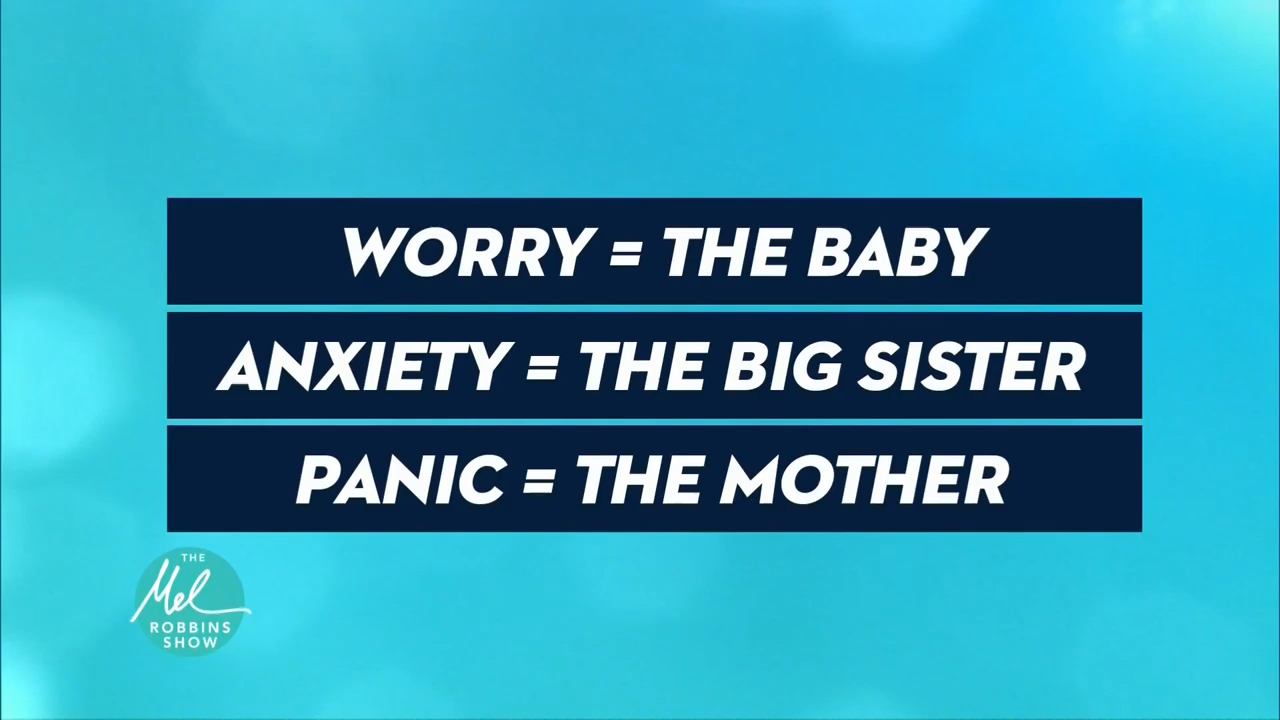 WORRY = THE BABY
ANXIETY = THE BIG SISTER
PANIC = THE MOTHER
THE
Mel
ROBBINS
SHOW